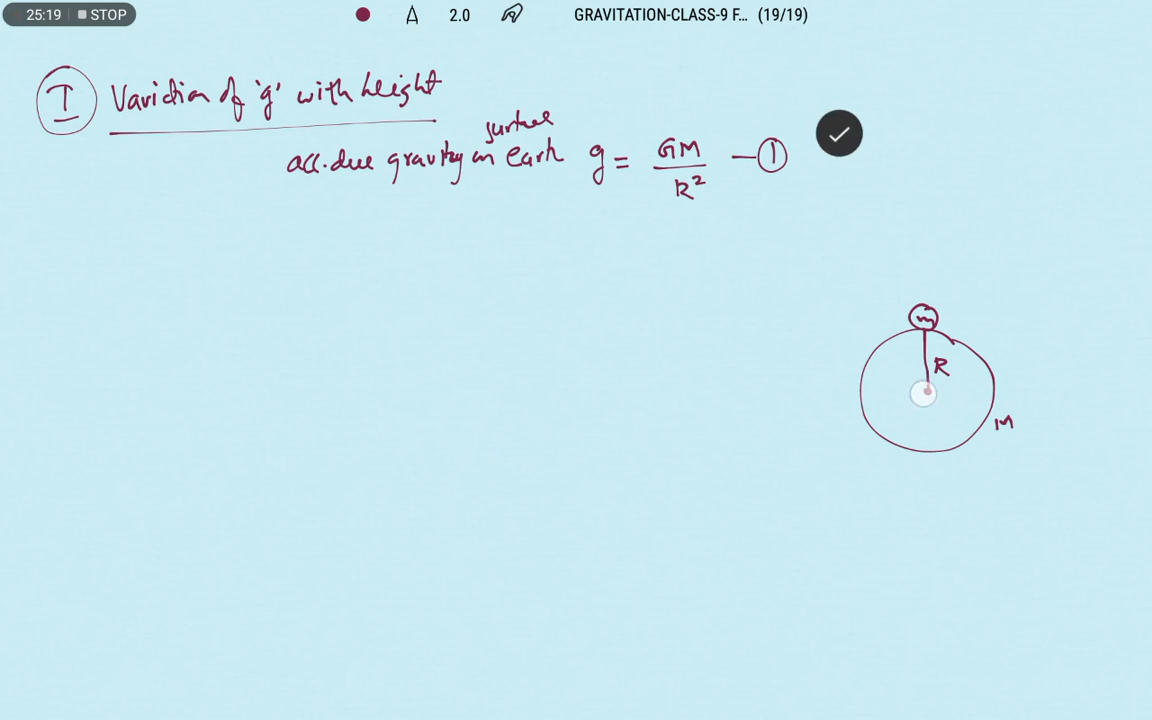 25:19 STOP 2.0 GRAVITATION-CLASS-9 F... (19/19)
I Variation of 'g' with height
surface
acc. due gravity on earth g = GM / R² — ①
m
R
M